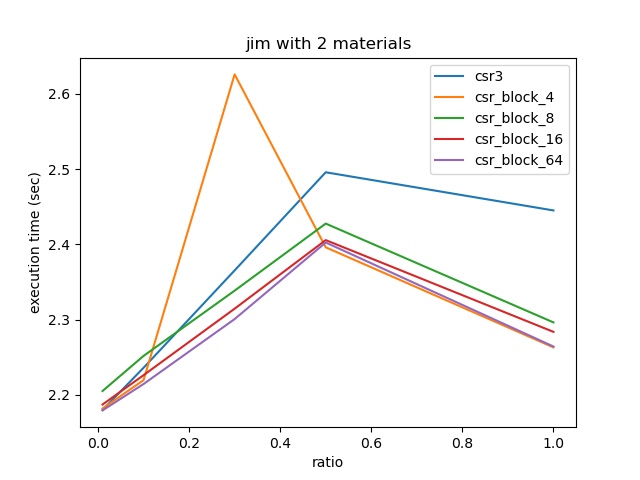 jim with 2 materials
csr3
csr_block_4
csr_block_8
csr_block_16
csr_block_64
execution time (sec)
2.6
2.5
2.4
2.3
2.2
0.0 0.2 0.4 0.6 0.8 1.0
ratio